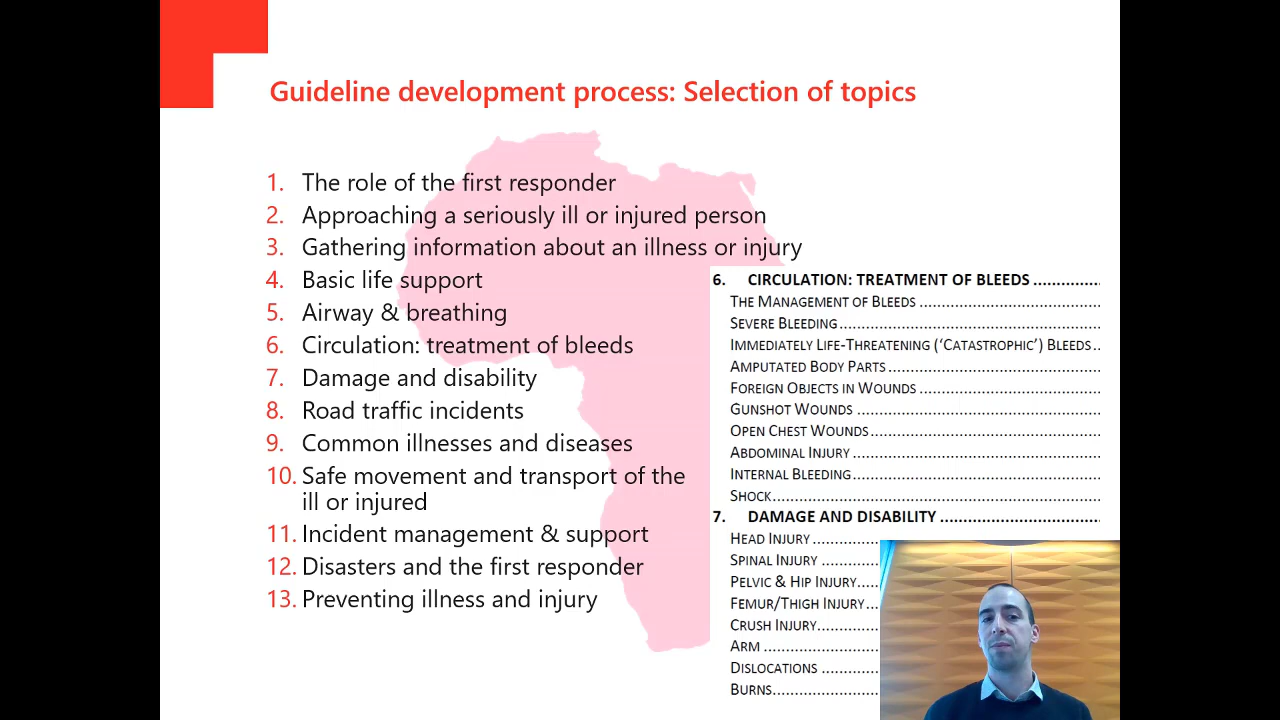 Guideline development process: Selection of topics
1. The role of the first responder
2. Approaching a seriously ill or injured person
3. Gathering information about an illness or injury
4. Basic life support
5. Airway & breathing
6. Circulation: treatment of bleeds
7. Damage and disability
8. Road traffic incidents
9. Common illnesses and diseases
10. Safe movement and transport of the
ill or injured
11. Incident management & support
12. Disasters and the first responder
13. Preventing illness and injury
6. CIRCULATION: TREATMENT OF BLEEDS ..............
THE MANAGEMENT OF BLEEDS ....................................
SEVERE BLEEDING ....................................................
IMMEDIATELY LIFE-THREATENING ('CATASTROPHIC') BLEEDS ..
AMPUTATED BODY PARTS ..........................................
FOREIGN OBJECTS IN WOUNDS ....................................
GUNSHOT WOUNDS ................................................
OPEN CHEST WOUNDS .............................................
ABDOMINAL INJURY ................................................
INTERNAL BLEEDING ................................................
SHOCK ................................................................
7. DAMAGE AND DISABILITY .................................
HEAD INJURY .............
SPINAL INJURY ............
PELVIC & HIP INJURY .....
FEMUR/THIGH INJURY ...
CRUSH INJURY .............
ARM .......................
DISLOCATIONS ............
BURNS .....................